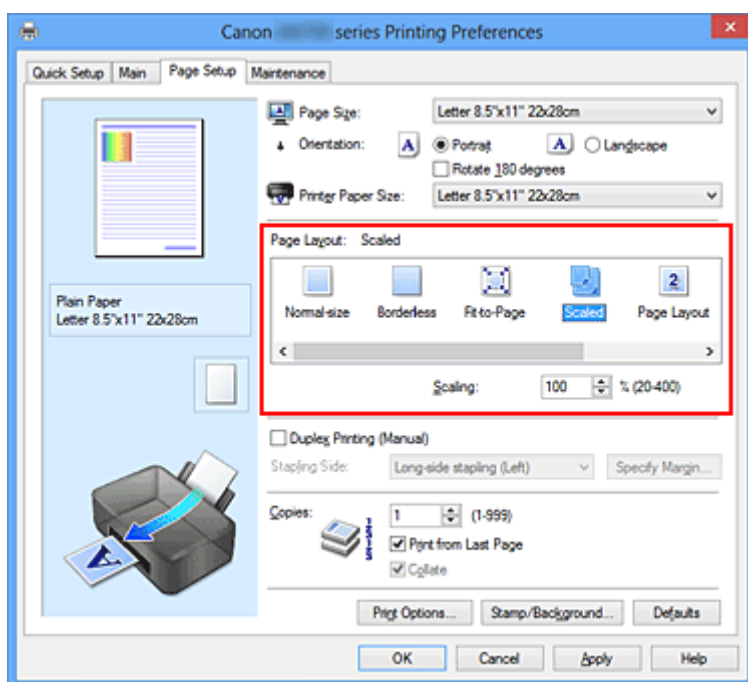 Canon series Printing Preferences
Quick Setup Main Page Setup Maintenance
Page Size: Letter 8.5"x11" 22x28cm
Orientation: A Portrait A Landscape
Rotate 180 degrees
Printer Paper Size: Letter 8.5"x11" 22x28cm
Page Layout: Scaled
2
Normal-size Borderless Fit-to-Page Scaled Page Layout
Scaling: 100 % (20-400)
Plain Paper
Letter 8.5"x11" 22x28cm
Duplex Printing (Manual)
Stapling Side: Long-side stapling (Left) Specify Margin...
Copies: 1 (1-999)
Print from Last Page
Collate
A
Print Options... Stamp/Background... Defaults
OK Cancel Apply Help